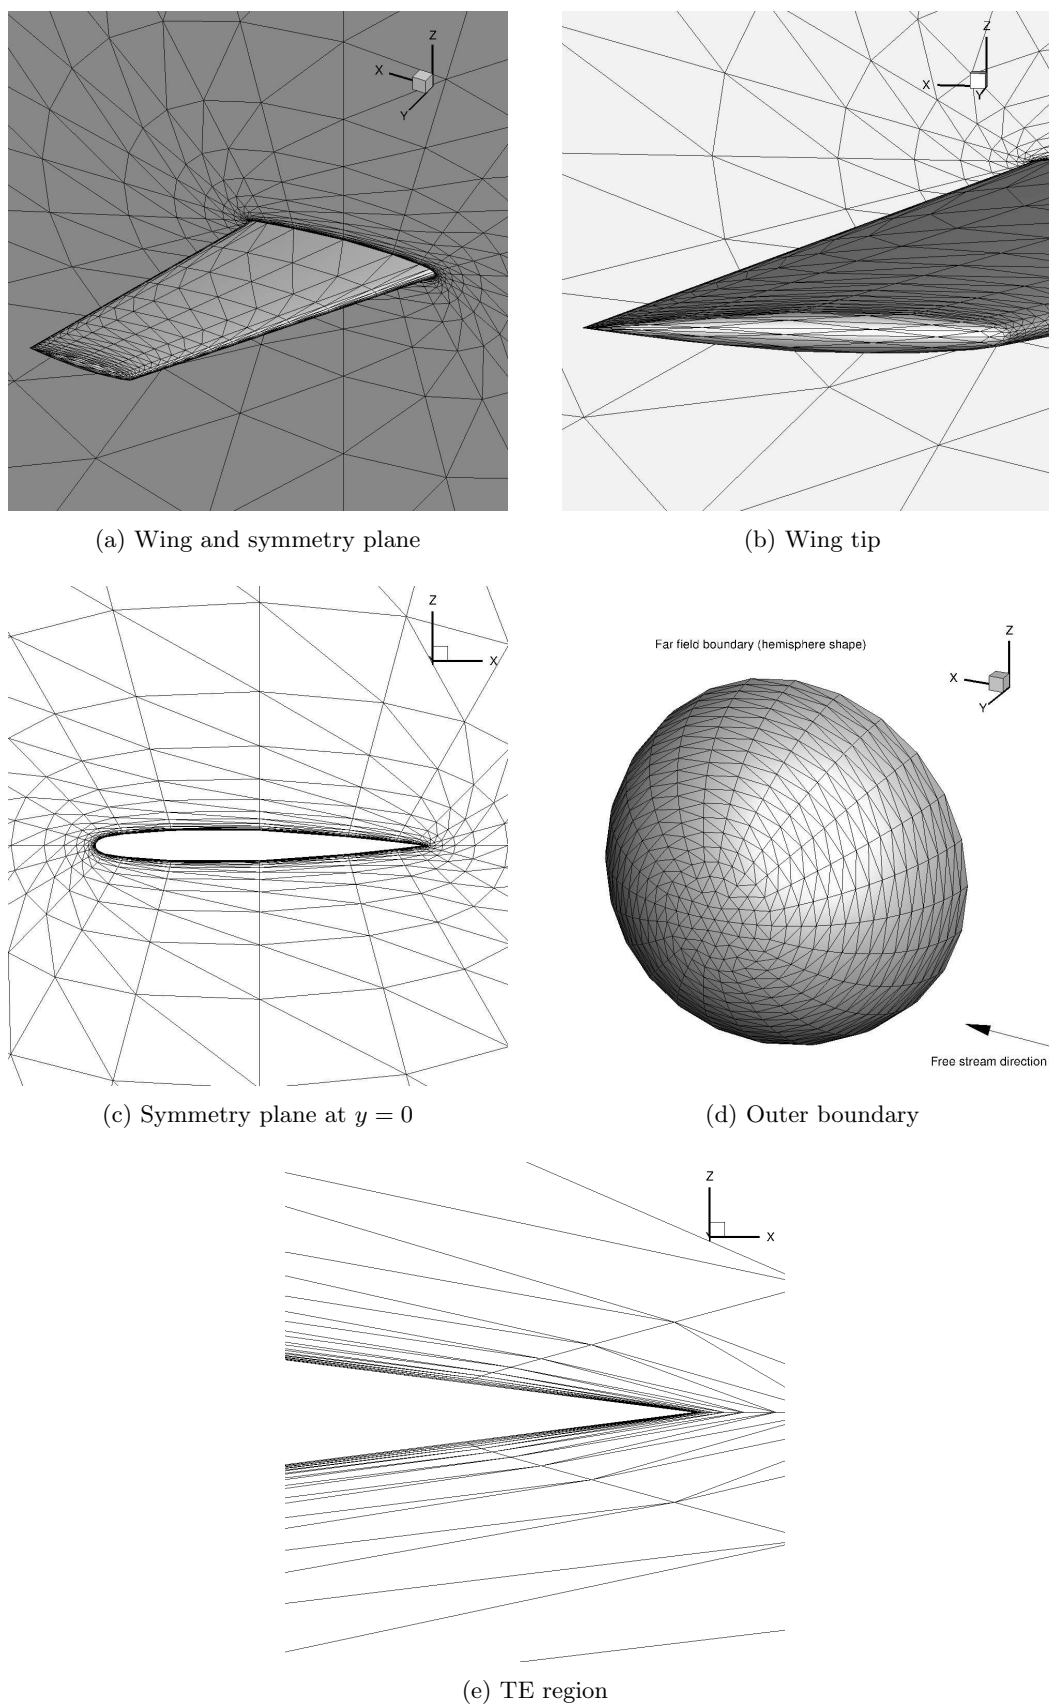 Z
X
Y
Z
X
Y
(a) Wing and symmetry plane
(b) Wing tip
Z
Y
X
Far field boundary (hemisphere shape)
Z
X
Y
Free stream direction
(c) Symmetry plane at y = 0
(d) Outer boundary
Z
Y
X
(e) TE region